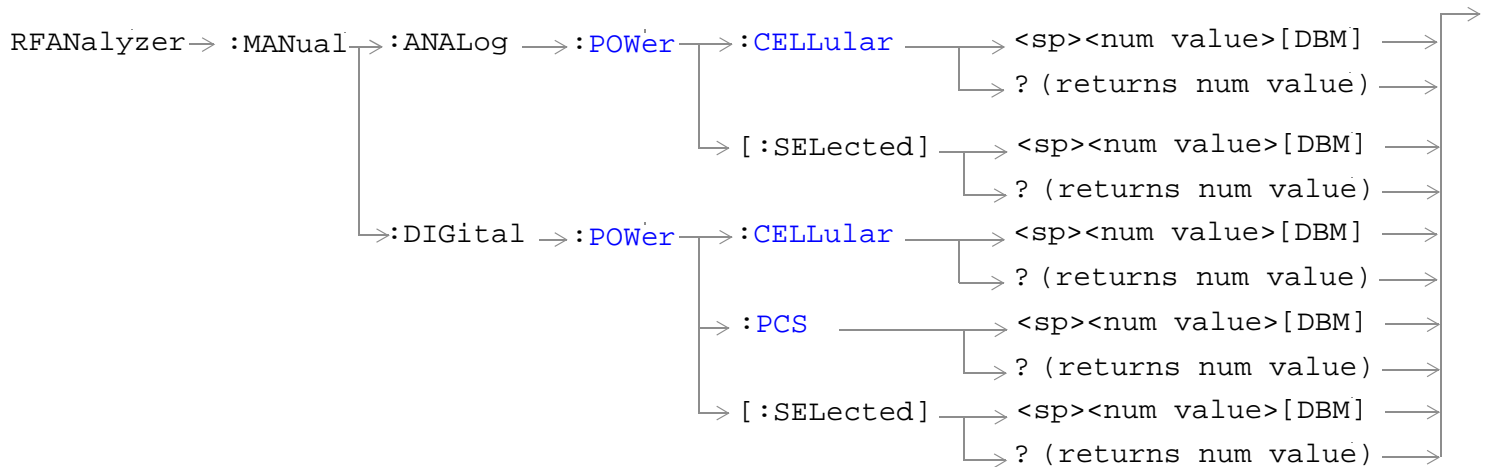 RFANalyzer :MANual :ANALog :POWer :CELLular <sp><num value>[DBM]
? (returns num value)
[:SELected] <sp><num value>[DBM]
? (returns num value)
:DIGital :POWer :CELLular <sp><num value>[DBM]
? (returns num value)
:PCS <sp><num value>[DBM]
? (returns num value)
[:SELected] <sp><num value>[DBM]
? (returns num value)